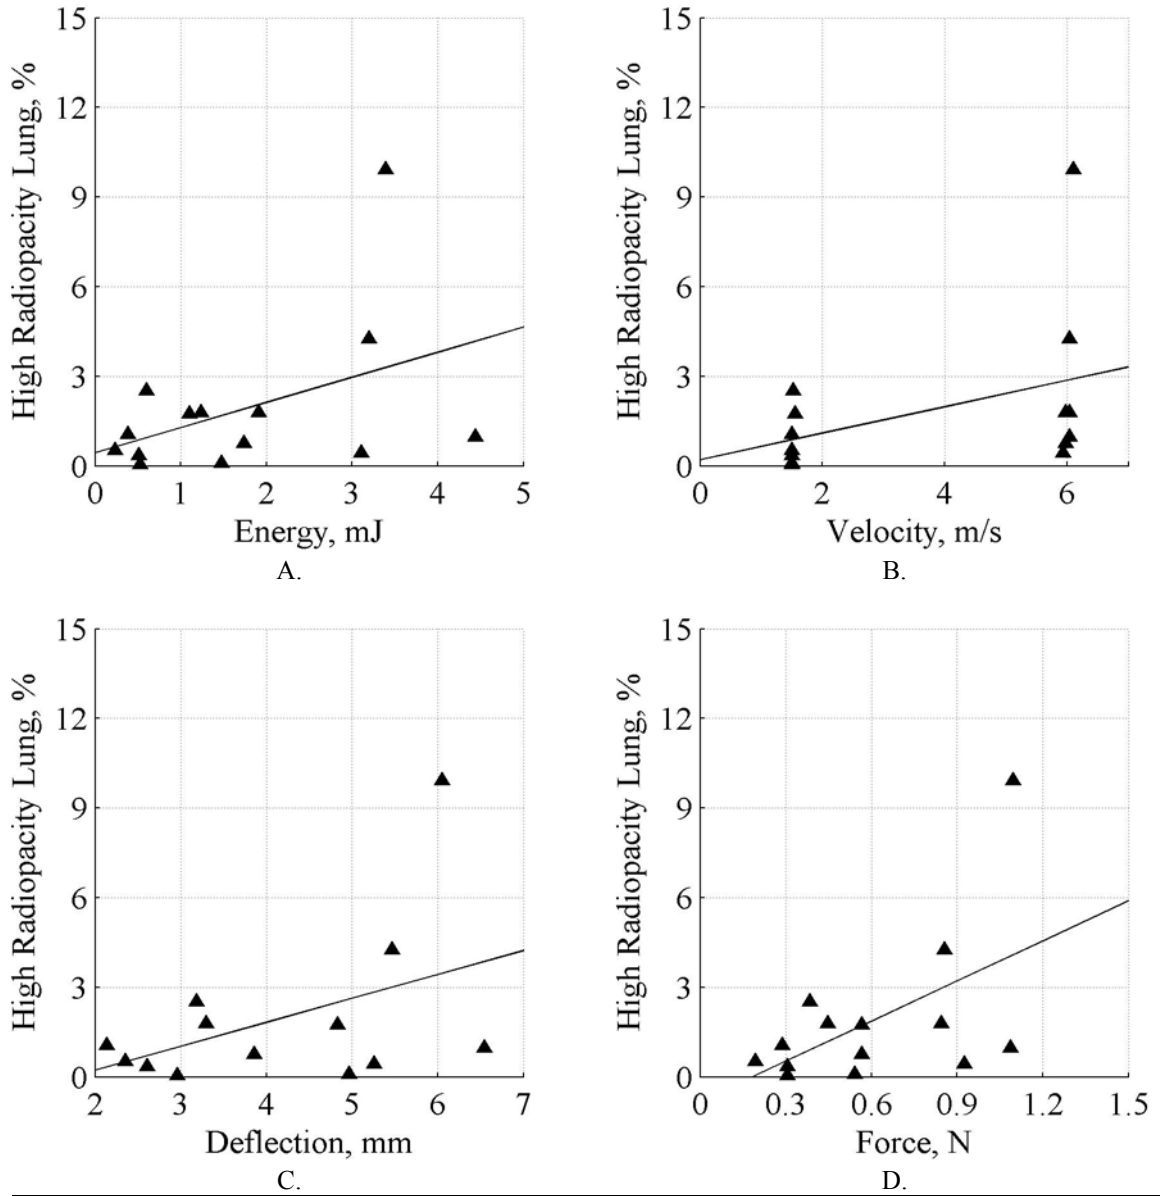 15
12
9
6
3
0
High Radiopacity Lung, %
0 1 2 3 4 5
Energy, mJ
A.
15
12
9
6
3
0
High Radiopacity Lung, %
0 2 4 6
Velocity, m/s
B.
15
12
9
6
3
0
High Radiopacity Lung, %
2 3 4 5 6 7
Deflection, mm
C.
15
12
9
6
3
0
High Radiopacity Lung, %
0 0.3 0.6 0.9 1.2 1.5
Force, N
D.